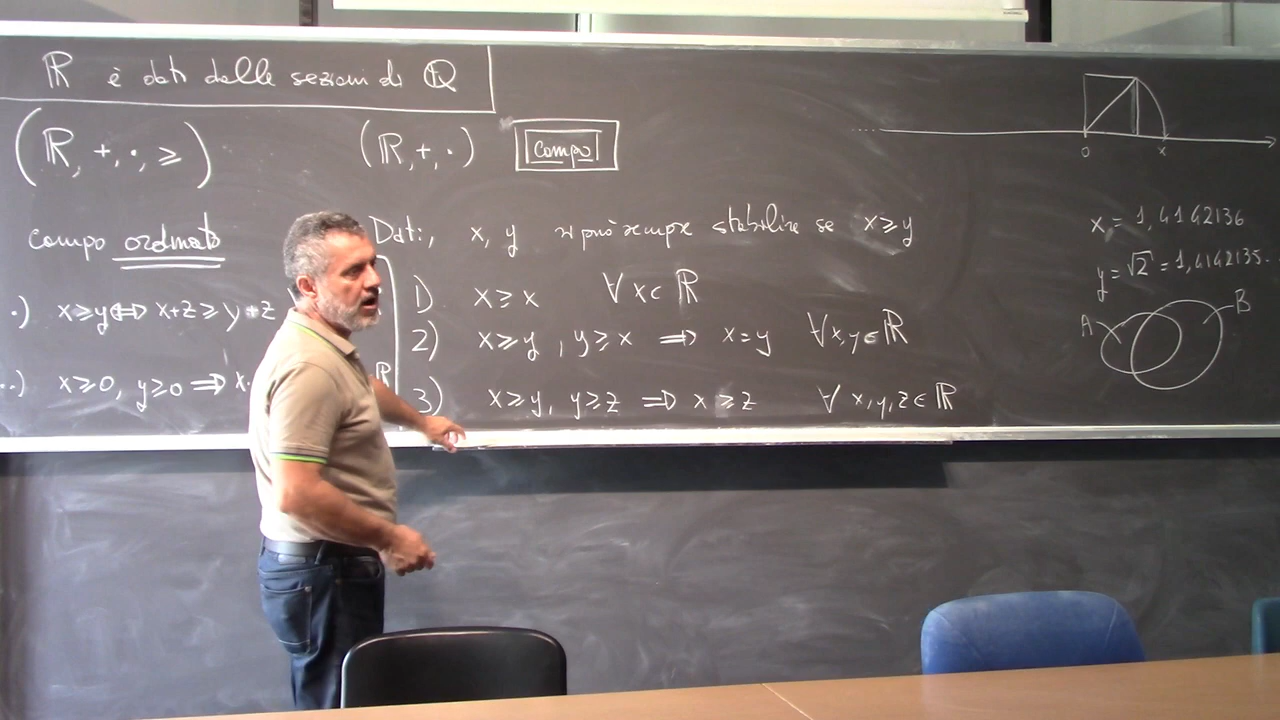 ℝ è dati dalle sezioni di ℚ
(ℝ, +, ·, ≥)
(ℝ, +, ·) campo
campo ordinato
·) x≥y ⟺ x+z ≥ y+z
··) x≥0, y≥0 ⟹ x·
ℝ
Dati, x, y si può sempre stabilire se x≥y
1) x≥x ∀ x∈ℝ
2) x≥y, y≥x ⟹ x=y ∀ x,y∈ℝ
3) x≥y, y≥z ⟹ x≥z ∀ x,y,z∈ℝ
0 x
x = 1,4142136
y = √2 = 1,4142135..
A B